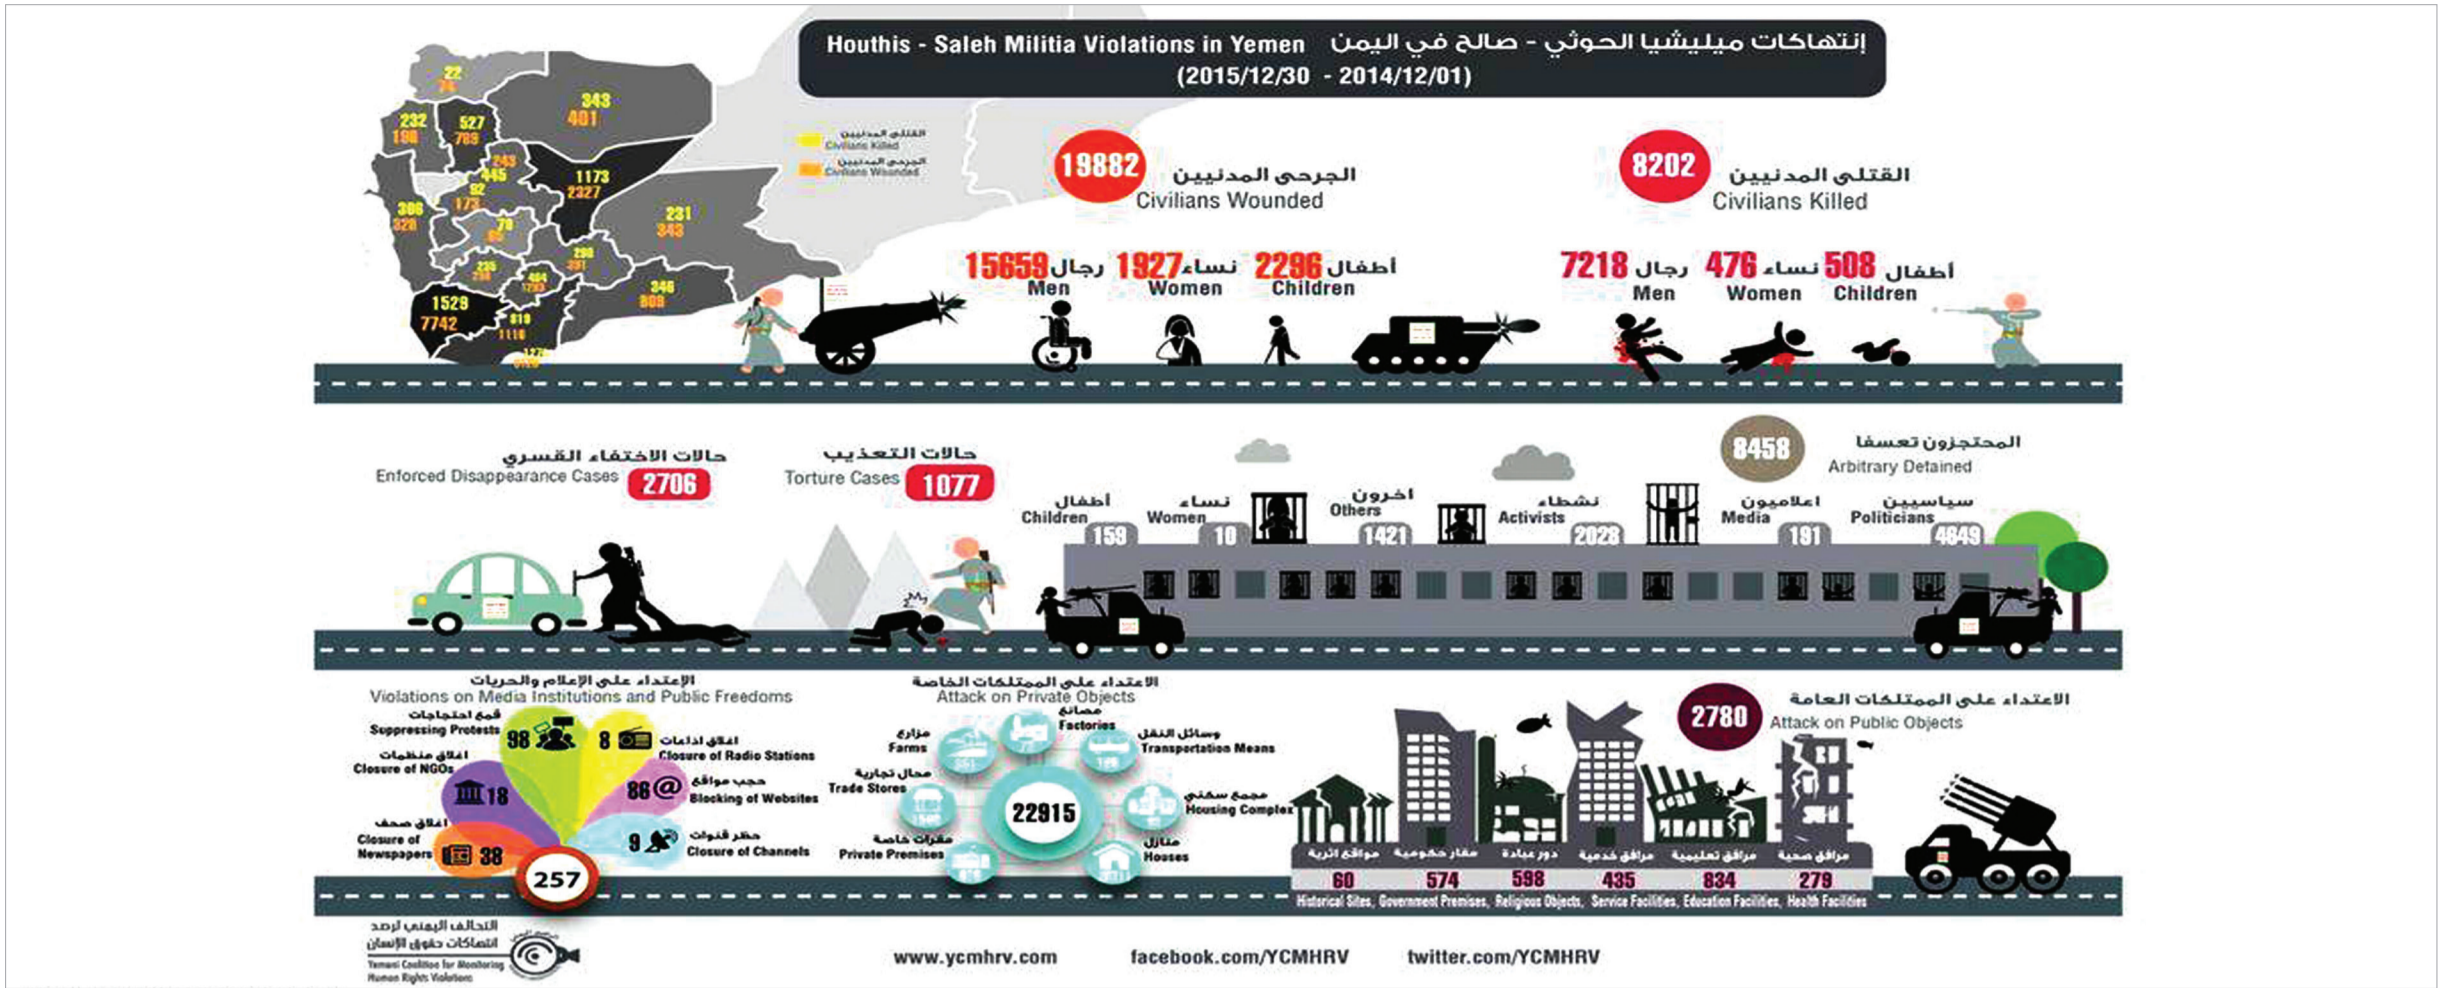 Houthis - Saleh Militia Violations in Yemen إنتهاكات ميليشيا الحوثي - صالح في اليمن
(2015/12/30 - 2014/12/01)
22
74
343
401
232
198
527
789
243
445
92
173
1173
2327
231
343
346
809
1529
7742
819
1110
القتلى المدنيين
Civilians Killed
الجرحى المدنيين
Civilians Wounded
19882
الجرحى المدنيين
Civilians Wounded
15659 رجال
Men
1927 نساء
Women
2296 أطفال
Children
8202
القتلى المدنيين
Civilians Killed
7218 رجال
Men
476 نساء
Women
508 أطفال
Children
حالات الاختفاء القسري
Enforced Disappearance Cases 2706
حالات التعذيب
Torture Cases 1077
8458
المحتجزون تعسفا
Arbitrary Detained
أطفال
Children
159
نساء
Women
10
اخرون
Others
1421
نشطاء
Activists
2028
اعلاميون
Media
191
سياسيين
Politicians
4649
الإعتداء على الإعلام والحريات
Violations on Media Institutions and Public Freedoms
قمع احتجاجات
Suppressing Protests
98
8
اغلاق اذاعات
Closure of Radio Stations
اغلاق منظمات
Closure of NGOs
18
86
@
حجب مواقع
Blocking of Websites
اغلاق صحف
Closure of
Newspapers
38
9
حظر قنوات
Closure of Channels
257
الاعتداء على الممتلكات الخاصة
Attack on Private Objects
مصانع
Factories
مزارع
Farms
وسائل النقل
Transportation Means
محال تجارية
Trade Stores
مجمع سكني
Housing Complex
مقرات خاصة
Private Premises
منازل
Houses
22915
2780
الاعتداء على الممتلكات العامة
Attack on Public Objects
مواقع اثرية
مقار حكومية
دور عبادة
مرافق خدمية
مرافق تعليمية
مرافق صحية
60
574
598
435
834
279
Historical Sites, Government Premises, Religious Objects, Service Facilities, Education Facilities, Health Facilities
التحالف اليمني لرصد
انتهاكات حقوق الإنسان
Yemeni Coalition for Monitoring
Human Rights Violations
www.ycmhrv.com
facebook.com/YCMHRV
twitter.com/YCMHRV